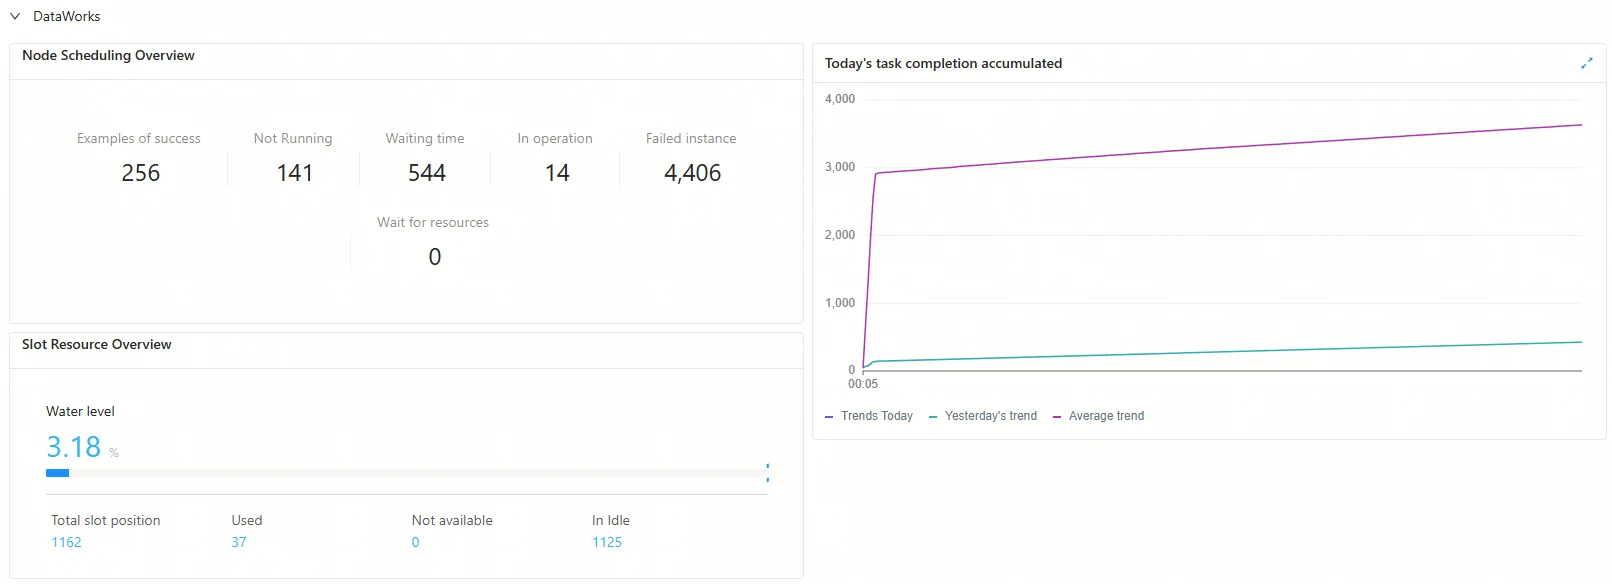 DataWorks
Node Scheduling Overview
Examples of success Not Running Waiting time In operation Failed instance
256 141 544 14 4,406
Wait for resources
0
Slot Resource Overview
Water level
3.18 %
Total slot position Used Not available In Idle
1162 37 0 1125
Today's task completion accumulated
4,000
3,000
2,000
1,000
0
00:05
Trends Today Yesterday's trend Average trend